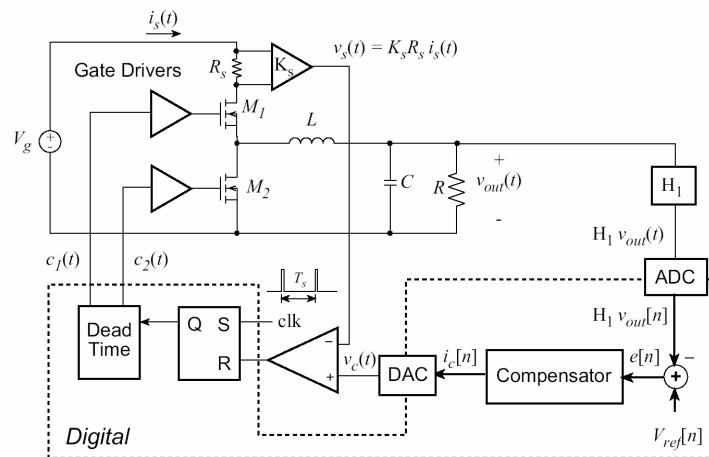 i_s(t)
v_s(t) = K_s R_s i_s(t)
Gate Drivers
R_s
K_s
M_1
L
V_g
+
-
M_2
C
R
+
v_out(t)
-
H_1
H_1 v_out(t)
c_1(t)
c_2(t)
T_s
ADC
H_1 v_out[n]
Dead Time
Q
S
R
clk
−
+
v_c(t)
DAC
i_c[n]
Compensator
e[n]
−
+
V_ref[n]
Digital